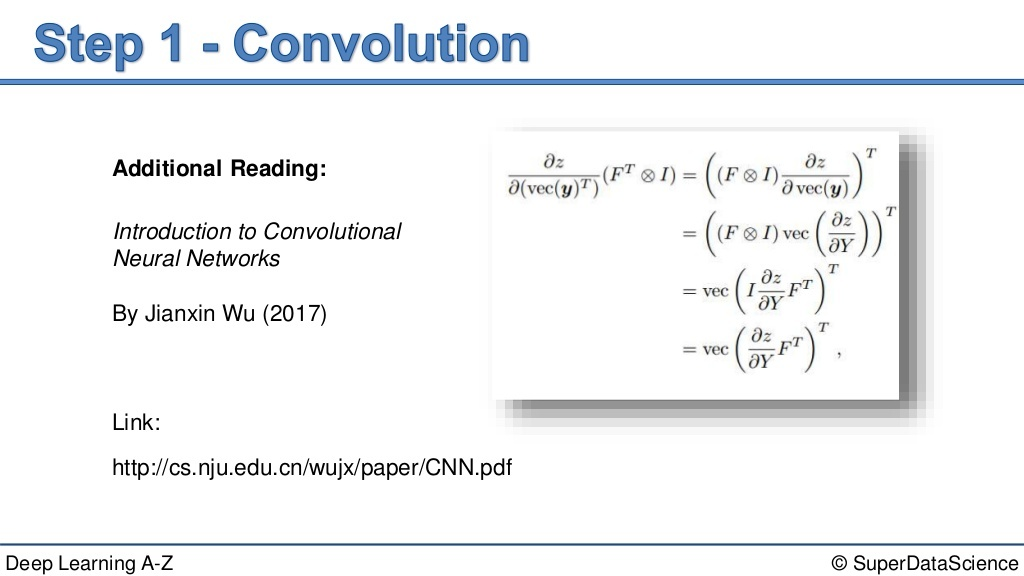 Step 1 - Convolution
Additional Reading:
Introduction to Convolutional
Neural Networks
By Jianxin Wu (2017)
∂z/∂(vec(y)^T) (F^T ⊗ I) = ((F ⊗ I) ∂z/∂ vec(y))^T
= ((F ⊗ I) vec (∂z/∂Y))^T
= vec (I ∂z/∂Y F^T)^T
= vec (∂z/∂Y F^T)^T ,
Link:
http://cs.nju.edu.cn/wujx/paper/CNN.pdf
Deep Learning A-Z
© SuperDataScience